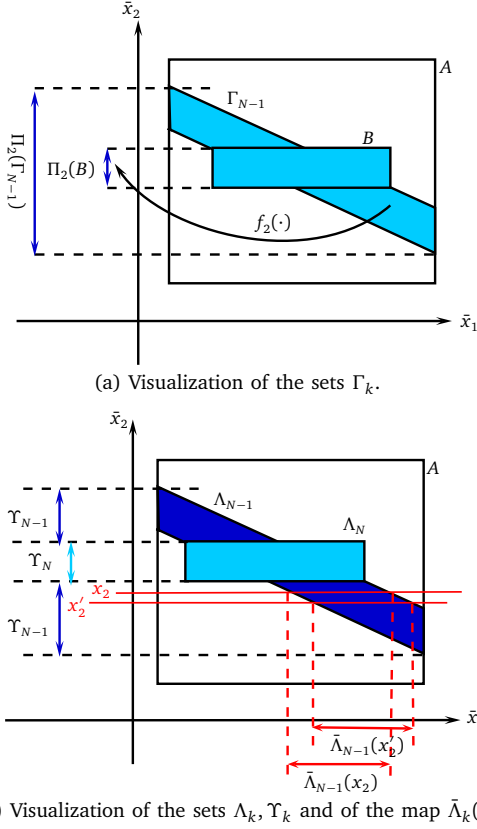 x̄₂
A
Γ_{N−1}
B
Π₂(Γ_{N−1})
Π₂(B)
f₂(·)
x̄₁
(a) Visualization of the sets Γ_k.
x̄₂
A
Λ_{N−1}
Υ_{N−1}
Λ_N
Υ_N
x₂
x₂′
Υ_{N−1}
x̄
Λ̄_{N−1}(x₂′)
Λ̄_{N−1}(x₂)
) Visualization of the sets Λ_k, Υ_k and of the map Λ̄_k(